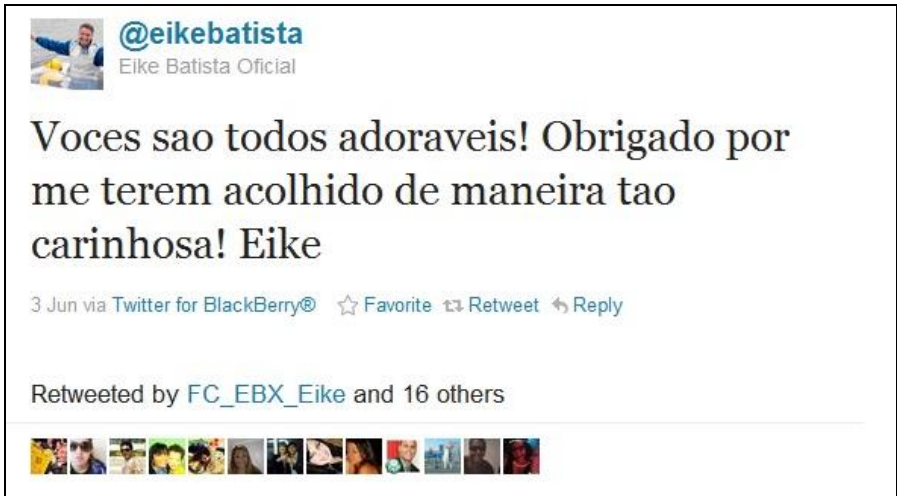 @eikebatista
Eike Batista Oficial
Voces sao todos adoraveis! Obrigado por
me terem acolhido de maneira tao
carinhosa! Eike
3 Jun via Twitter for BlackBerry® Favorite Retweet Reply
Retweeted by FC_EBX_Eike and 16 others